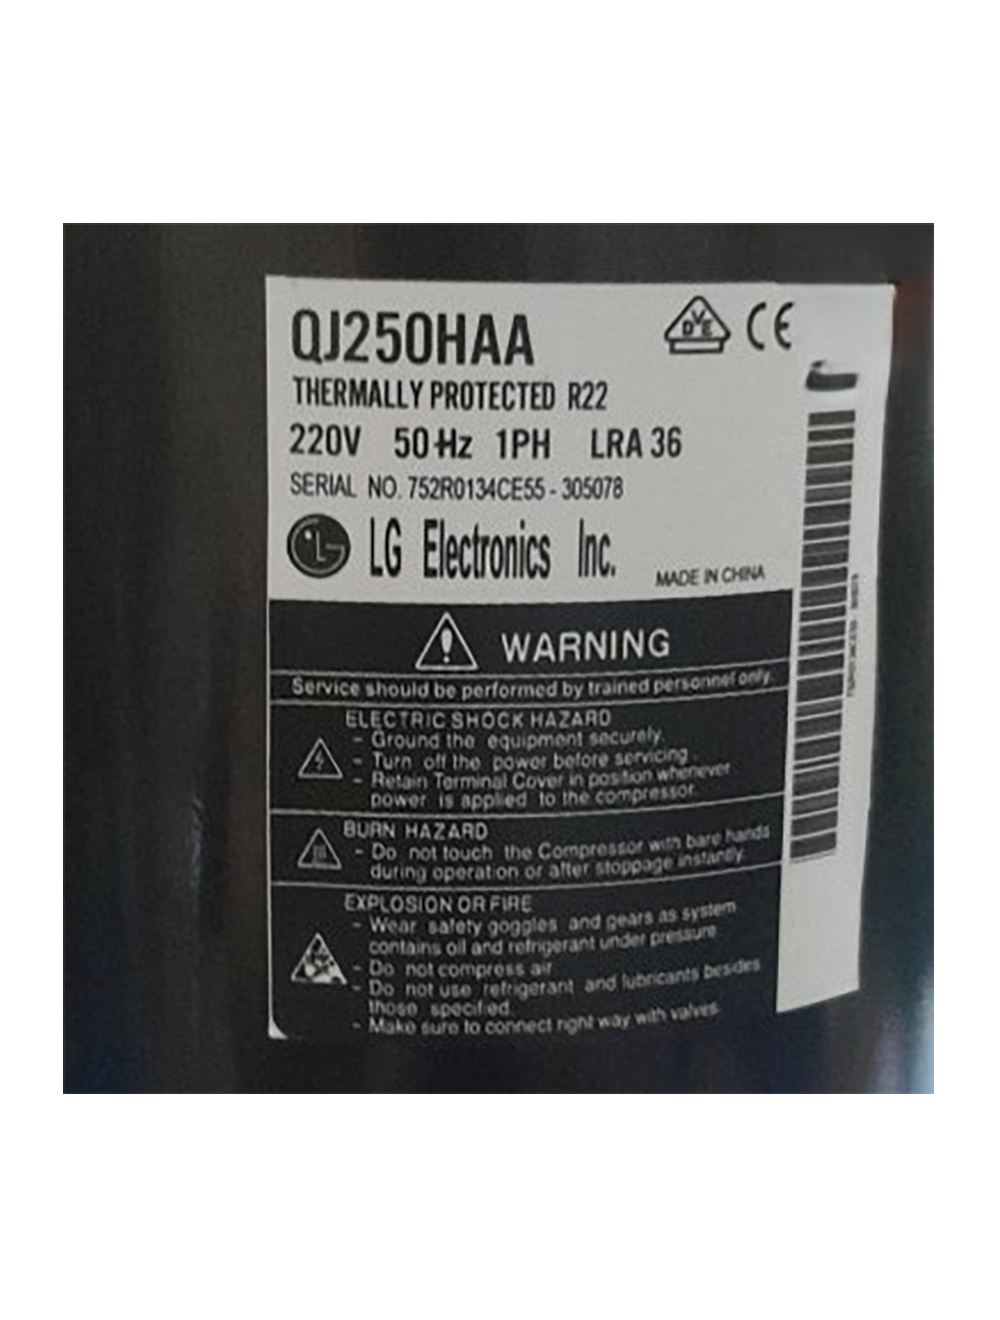 QJ250HAA
DVE CE
THERMALLY PROTECTED R22
220V 50Hz 1PH LRA 36
SERIAL NO. 752R0134CE55 - 305078
LG LG Electronics Inc.
MADE IN CHINA
WARNING
Service should be performed by trained personnel only.
ELECTRIC SHOCK HAZARD
- Ground the equipment securely.
- Turn off the power before servicing.
- Retain Terminal Cover in position whenever
power is applied to the compressor.
BURN HAZARD
- Do not touch the Compressor with bare hands
during operation or after stoppage instantly.
EXPLOSION OR FIRE
- Wear safety goggles and gears as system
contains oil and refrigerant under pressure
- Do not compress air
- Do not use refrigerant and lubricants besides
those specified.
- Make sure to connect right way with valves.